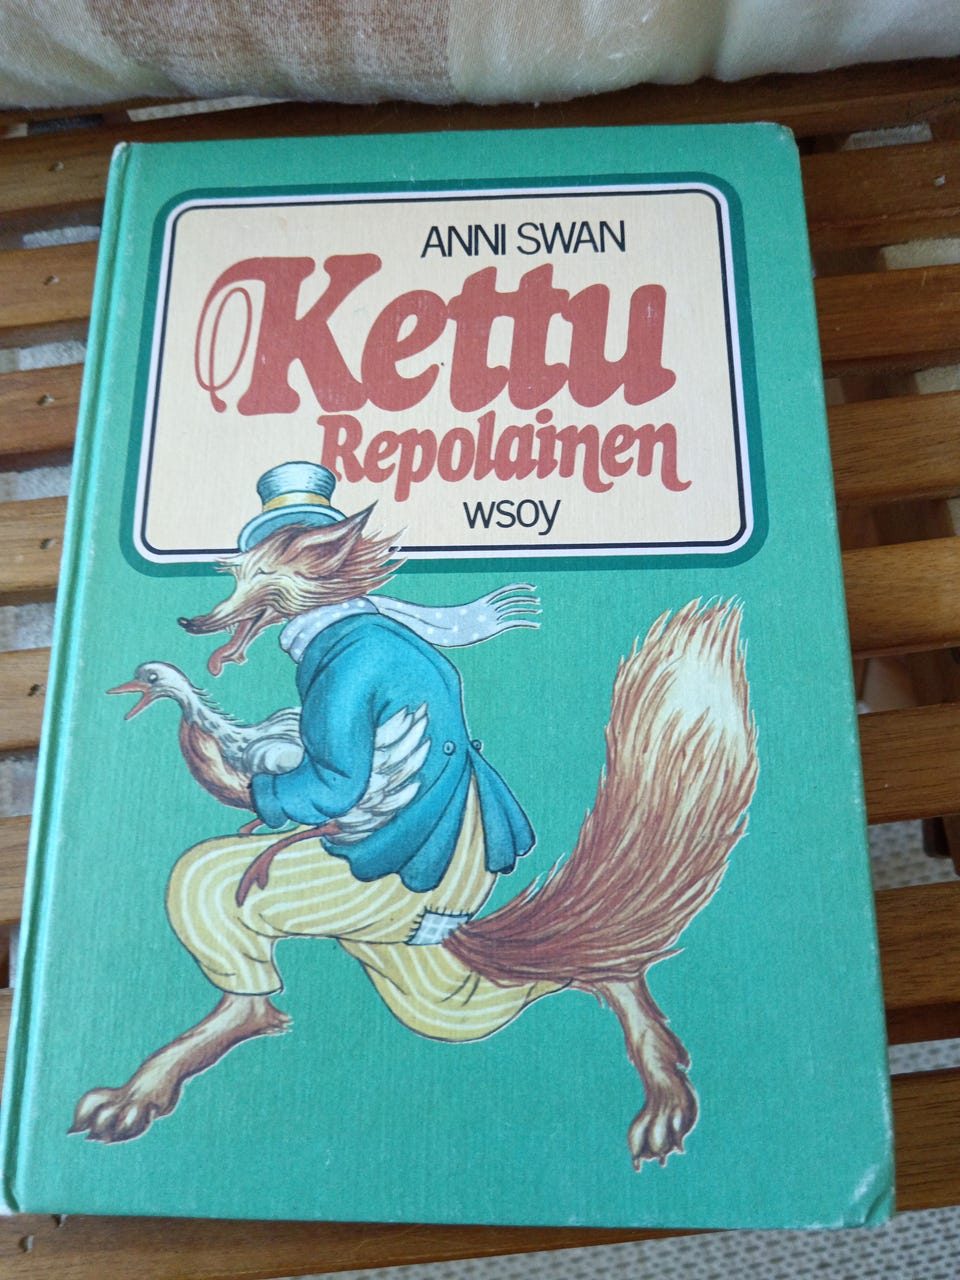 ANNI SWAN
Kettu
Repolainen
wsoy